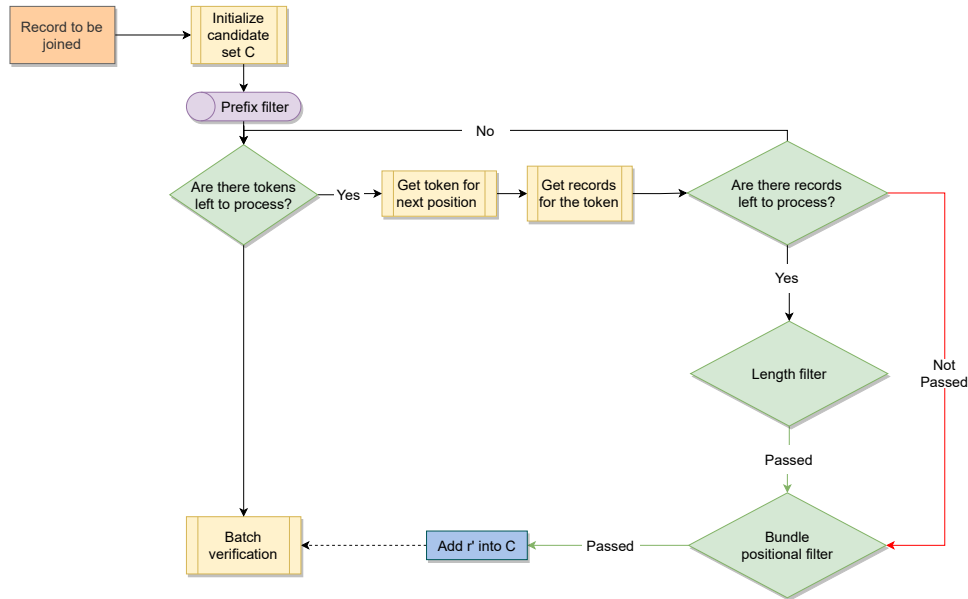 Record to be
joined
Initialize
candidate
set C
Prefix filter
No
Are there tokens
left to process?
Yes
Get token for
next position
Get records
for the token
Are there records
left to process?
Yes
Length filter
Not
Passed
Passed
Batch
verification
Add r' into C
Passed
Bundle
positional filter